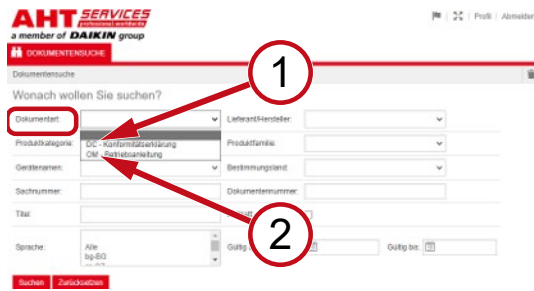 AHT SERVICES
professional worldwide
a member of DAIKIN group
Profil Abmelden
DOKUMENTENSUCHE
Dokumentensuche
Wonach wollen Sie suchen?
Dokumentart: Lieferant/Hersteller:
Produktkategorie: DC - Konformitätserklärung Produktfamilie:
OM - Betriebsanleitung
Gerätenamen: Bestimmungsland:
Sachnummer: Dokumentennummer:
Titel:
Sprache: Alle Gültig Gültig bis:
bg-BG
Suchen Zurücksetzen
1
2